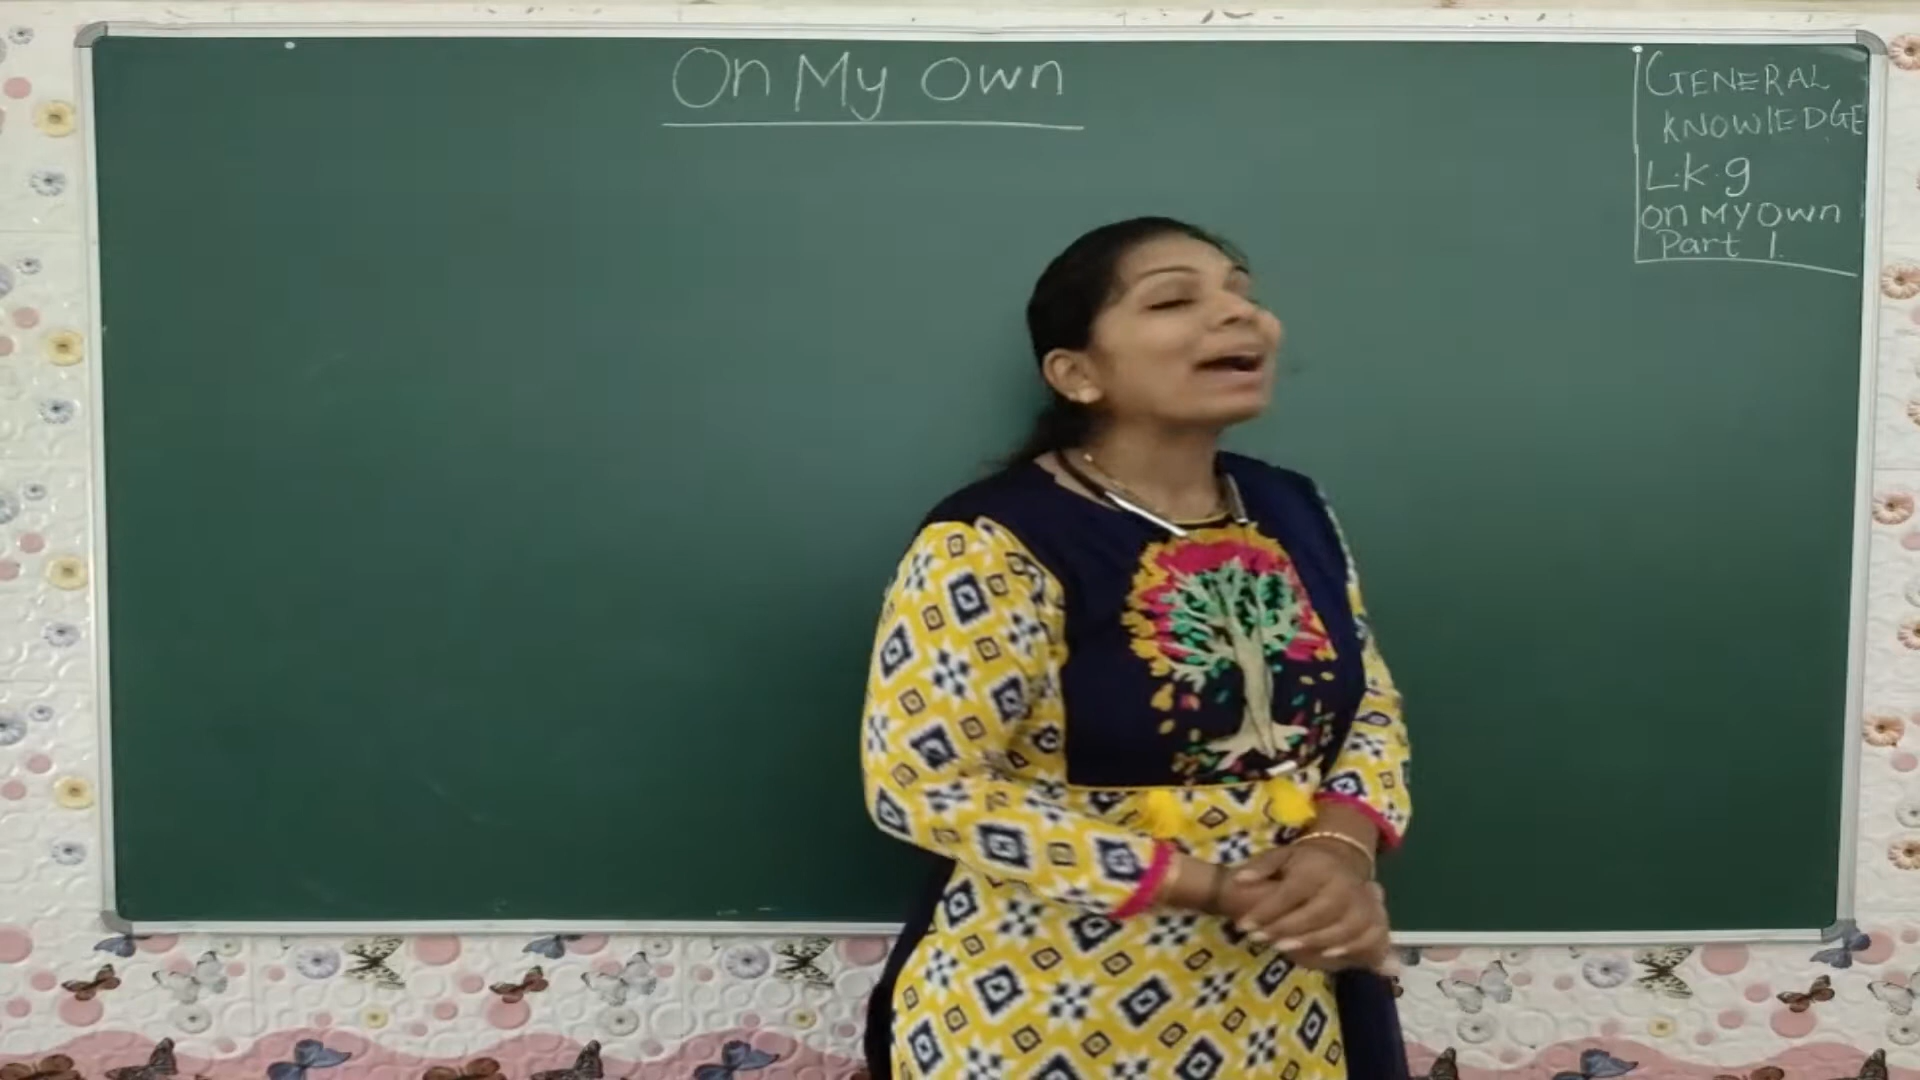 On My Own
GENERAL
KNOWlEDGE
L.K.g
on MY Own
Part 1.